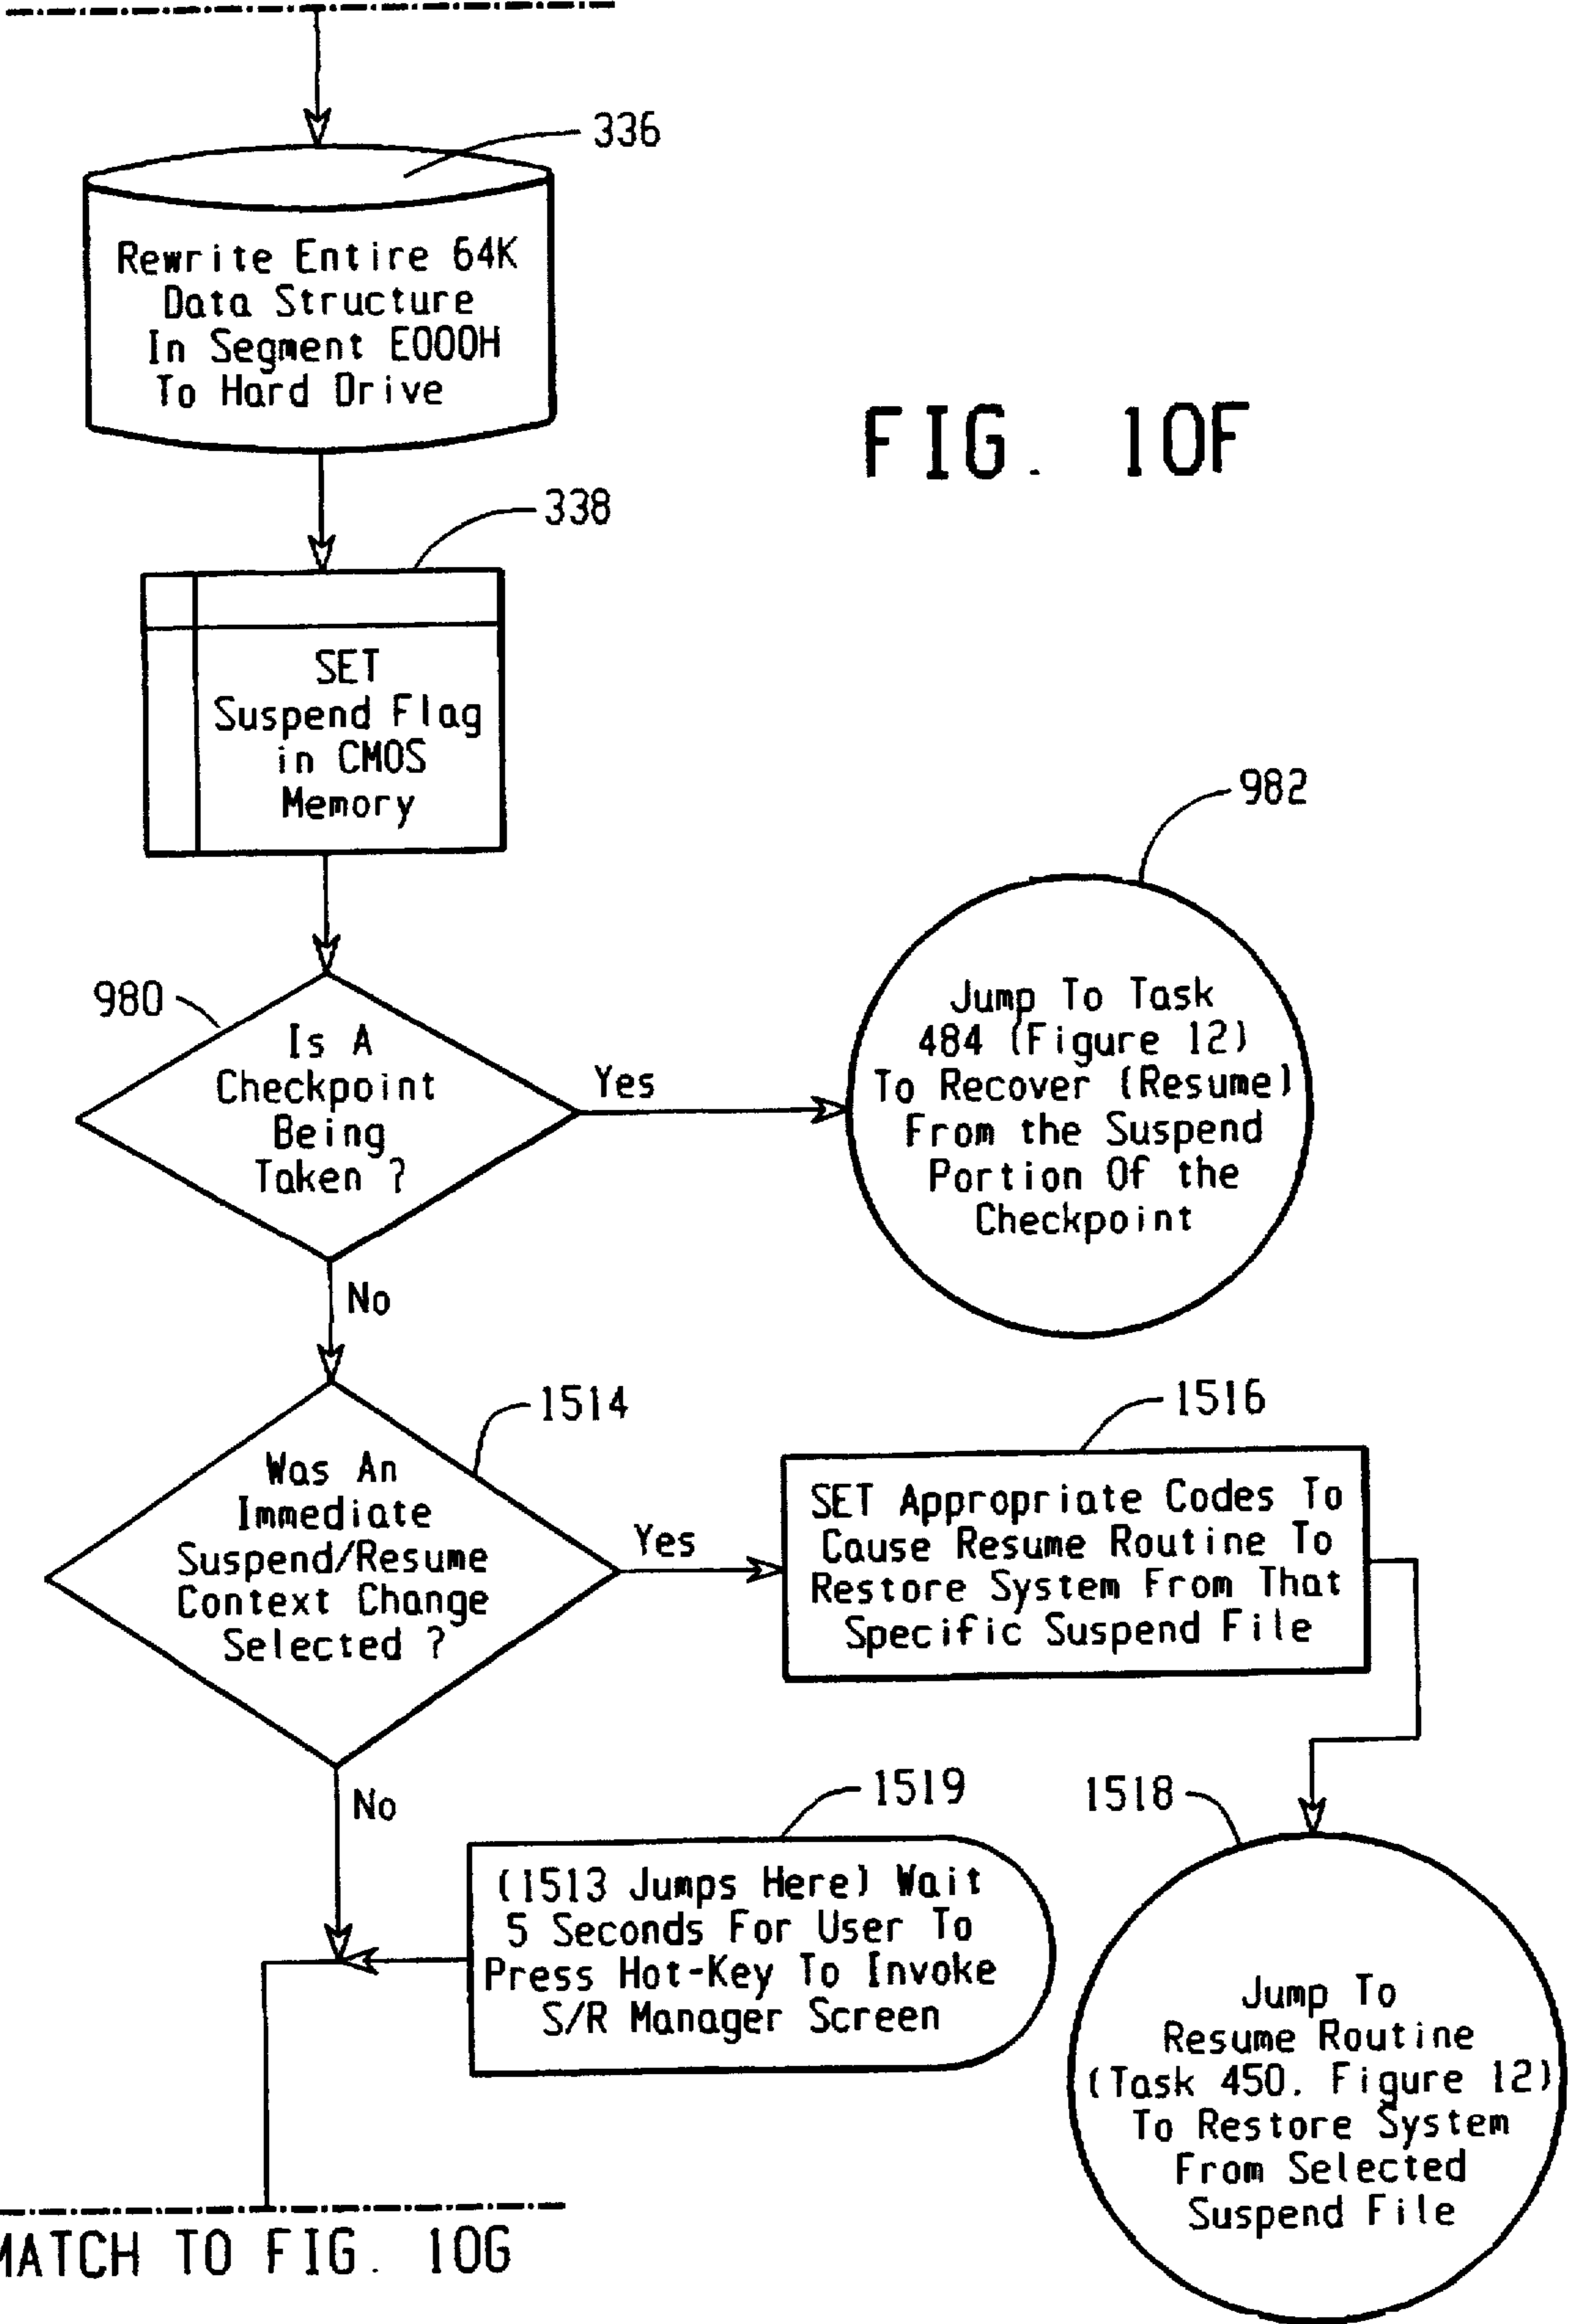 336
Rewrite Entire 64K
Data Structure
In Segment E000H
To Hard Drive
FIG. 10F
338
SET
Suspend Flag
in CMOS
Memory
982
980
Is A
Checkpoint
Being
Taken ?
Yes
Jump To Task
484 (Figure 12)
To Recover (Resume)
From the Suspend
Portion Of the
Checkpoint
No
1514
Was An
Immediate
Suspend/Resume
Context Change
Selected ?
Yes
1516
SET Appropriate Codes To
Cause Resume Routine To
Restore System From That
Specific Suspend File
No
1519
(1513 Jumps Here) Wait
5 Seconds For User To
Press Hot-Key To Invoke
S/R Manager Screen
1518
Jump To
Resume Routine
(Task 450. Figure 12)
To Restore System
From Selected
Suspend File
MATCH TO FIG. 10G